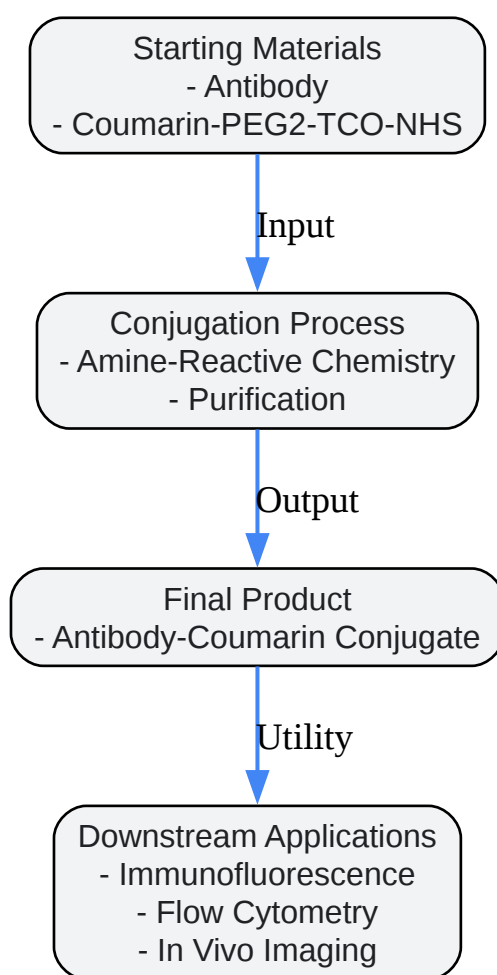 Starting Materials
- Antibody
- Coumarin-PEG2-TCO-NHS
Input
Conjugation Process
- Amine-Reactive Chemistry
- Purification
Output
Final Product
- Antibody-Coumarin Conjugate
Utility
Downstream Applications
- Immunofluorescence
- Flow Cytometry
- In Vivo Imaging